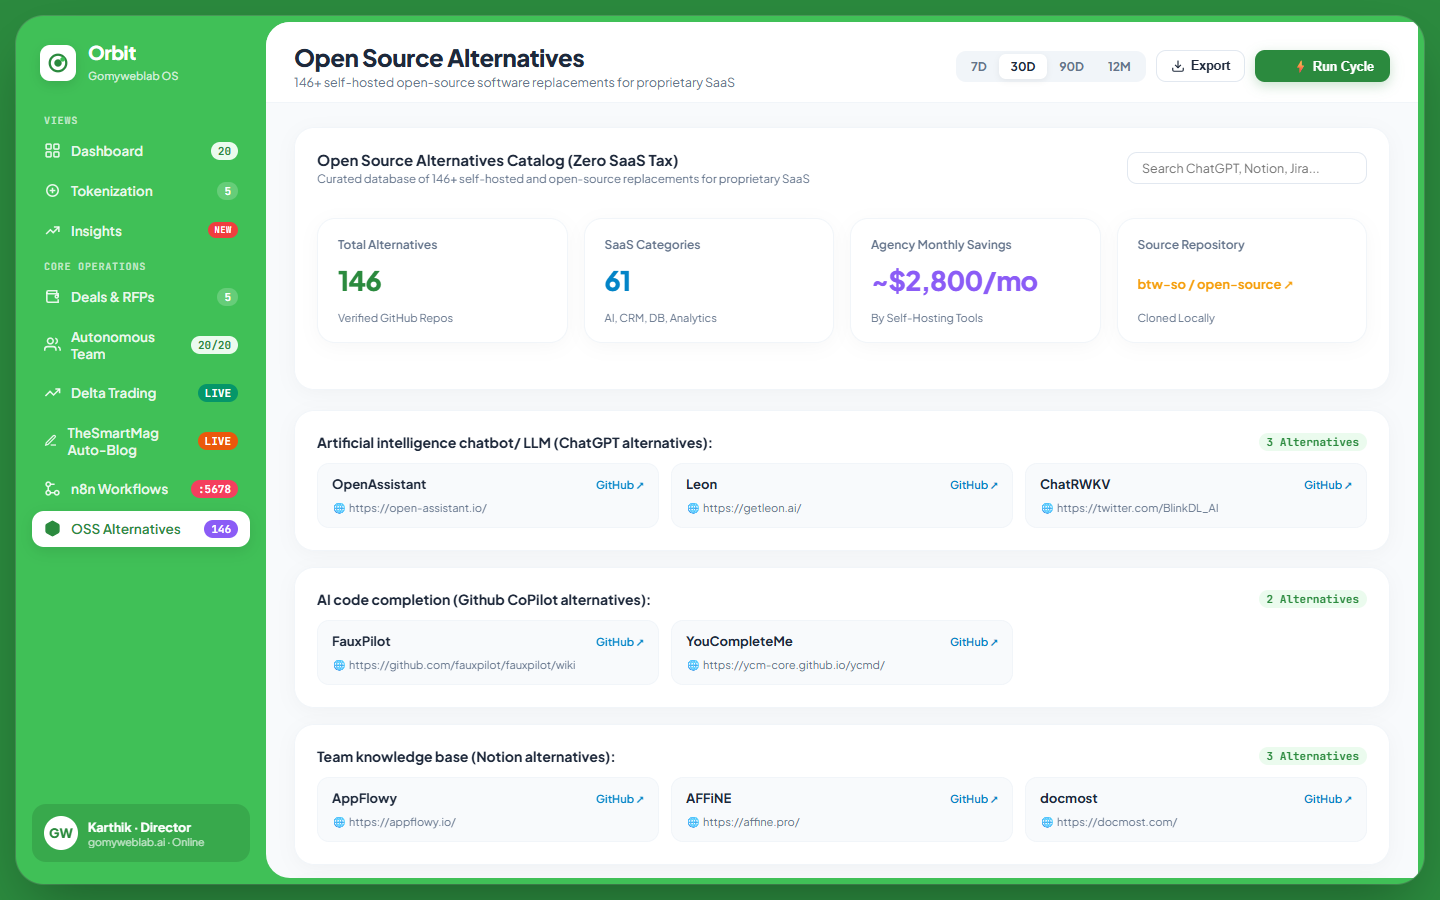 Orbit
Gomyweblab OS
VIEWS
Dashboard 20
Tokenization 5
Insights NEW
CORE OPERATIONS
Deals & RFPs 5
Autonomous
Team 20/20
Delta Trading LIVE
TheSmartMag
Auto-Blog LIVE
n8n Workflows :5678
OSS Alternatives 146
GW
Karthik · Director
gomyweblab.ai · Online
Open Source Alternatives
146+ self-hosted open-source software replacements for proprietary SaaS
7D 30D 90D 12M Export Run Cycle
Open Source Alternatives Catalog (Zero SaaS Tax)
Curated database of 146+ self-hosted and open-source replacements for proprietary SaaS
Search ChatGPT, Notion, Jira...
Total Alternatives
146
Verified GitHub Repos
SaaS Categories
61
AI, CRM, DB, Analytics
Agency Monthly Savings
~$2,800/mo
By Self-Hosting Tools
Source Repository
btw-so / open-source ↗
Cloned Locally
Artificial intelligence chatbot/ LLM (ChatGPT alternatives): 3 Alternatives
OpenAssistant GitHub ↗
https://open-assistant.io/
Leon GitHub ↗
https://getleon.ai/
ChatRWKV GitHub ↗
https://twitter.com/BlinkDL_AI
AI code completion (Github CoPilot alternatives): 2 Alternatives
FauxPilot GitHub ↗
https://github.com/fauxpilot/fauxpilot/wiki
YouCompleteMe GitHub ↗
https://ycm-core.github.io/ycmd/
Team knowledge base (Notion alternatives): 3 Alternatives
AppFlowy GitHub ↗
https://appflowy.io/
AFFiNE GitHub ↗
https://affine.pro/
docmost GitHub ↗
https://docmost.com/